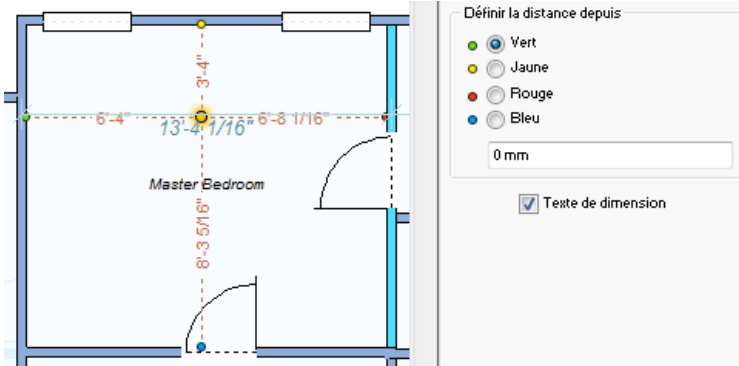 Définir la distance depuis
Vert
Jaune
Rouge
Bleu
0 mm
Texte de dimension
3'-4"
6'-4"
13'-4 1/16"
6'-8 1/16"
Master Bedroom
8'-3 5/16"